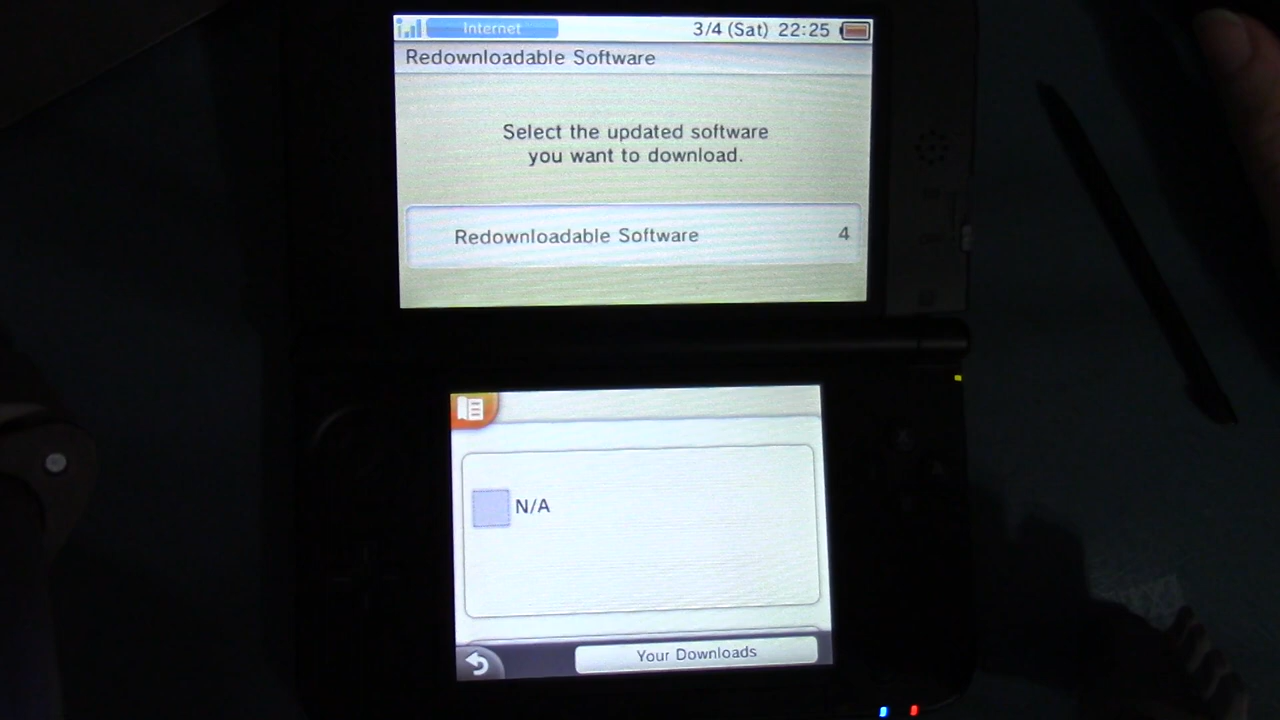 Internet
3/4 (Sat) 22:25
Redownloadable Software
Select the updated software
you want to download.
Redownloadable Software 4
N/A
Your Downloads